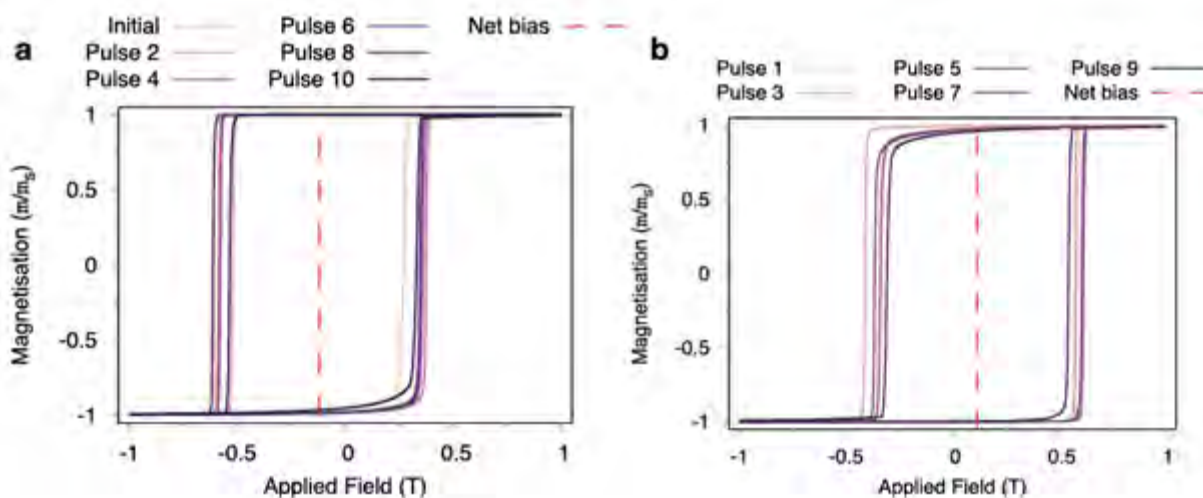 a
Initial Pulse 6 Net bias
Pulse 2 Pulse 8
Pulse 4 Pulse 10
Magnetisation (m/mₛ)
1
0.5
0
-0.5
-1
-1 -0.5 0 0.5 1
Applied Field (T)
b
Pulse 1 Pulse 5 Pulse 9
Pulse 3 Pulse 7 Net bias
Magnetisation (m/mₛ)
1
0.5
0
-0.5
-1
-1 -0.5 0 0.5 1
Applied Field (T)